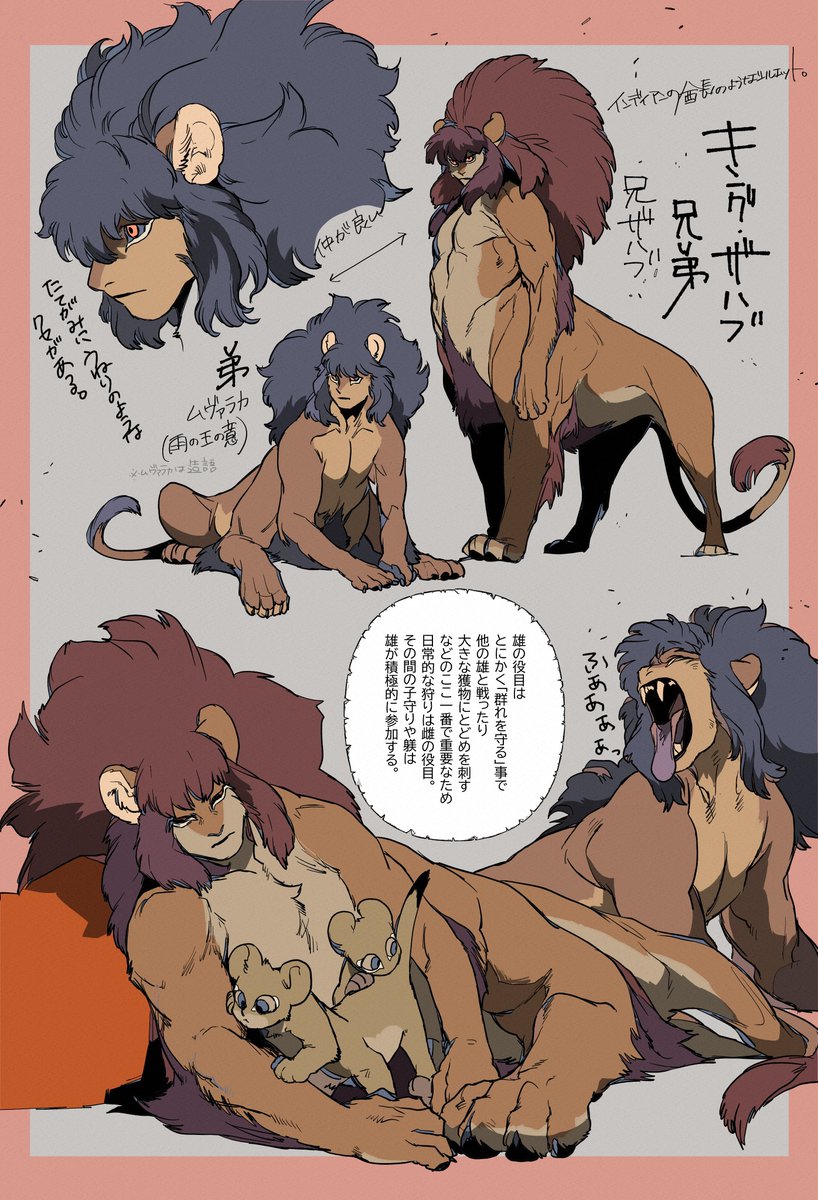 インディアンの酋長のようなシルエット。
キング・ザハブ
兄弟
兄ザハブ
仲が良い
たてがみに
うねりのような
クセがある。
弟
ムヴァラカ
(雨の王の意)
※ムヴァラカは造語
雄の役目は
とにかく「群れを守る」事で
他の雄と戦ったり
大きな獲物にとどめを刺す
などのここ一番で重要なため
日常的な狩りは雌の役目。
その間の子守りや躾は
雄が積極的に参加する。
ふぁぁぁぁっ